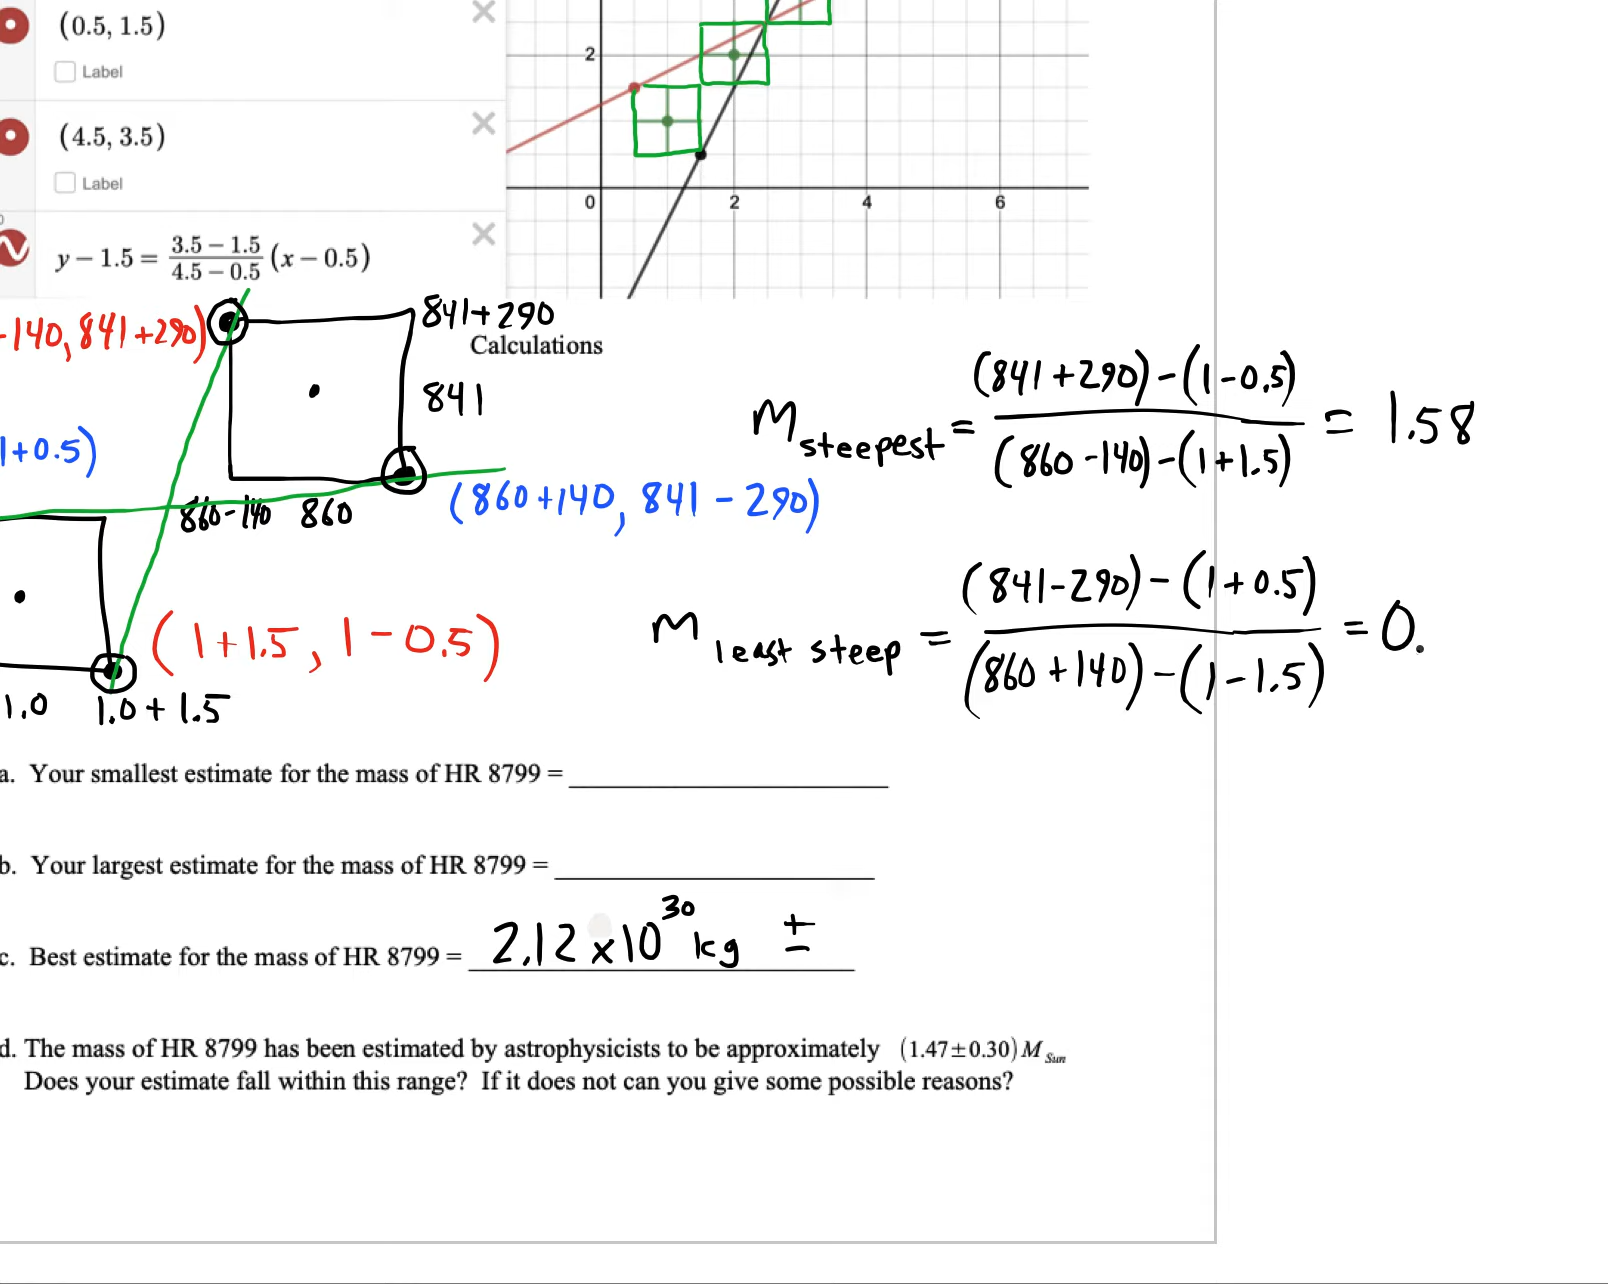 (0.5, 1.5)
Label
(4.5, 3.5)
Label
y − 1.5 = \frac{3.5 − 1.5}{4.5 − 0.5} (x − 0.5)
2
0 2 4 6
-140, 841+290)
841+290
Calculations
841
1+0.5)
860-140 860
(860+140, 841-290)
(1+1.5, 1-0.5)
1.0 1.0+1.5
m steepest = \frac{(841+290)-(1-0.5)}{(860-140)-(1+1.5)} = 1.58
m least steep = \frac{(841-290)-(1+0.5)}{(860+140)-(1-1.5)} = 0.
a. Your smallest estimate for the mass of HR 8799 =
b. Your largest estimate for the mass of HR 8799 =
c. Best estimate for the mass of HR 8799 = 2.12 x10^30 kg ±
d. The mass of HR 8799 has been estimated by astrophysicists to be approximately (1.47±0.30) M Sun
Does your estimate fall within this range? If it does not can you give some possible reasons?